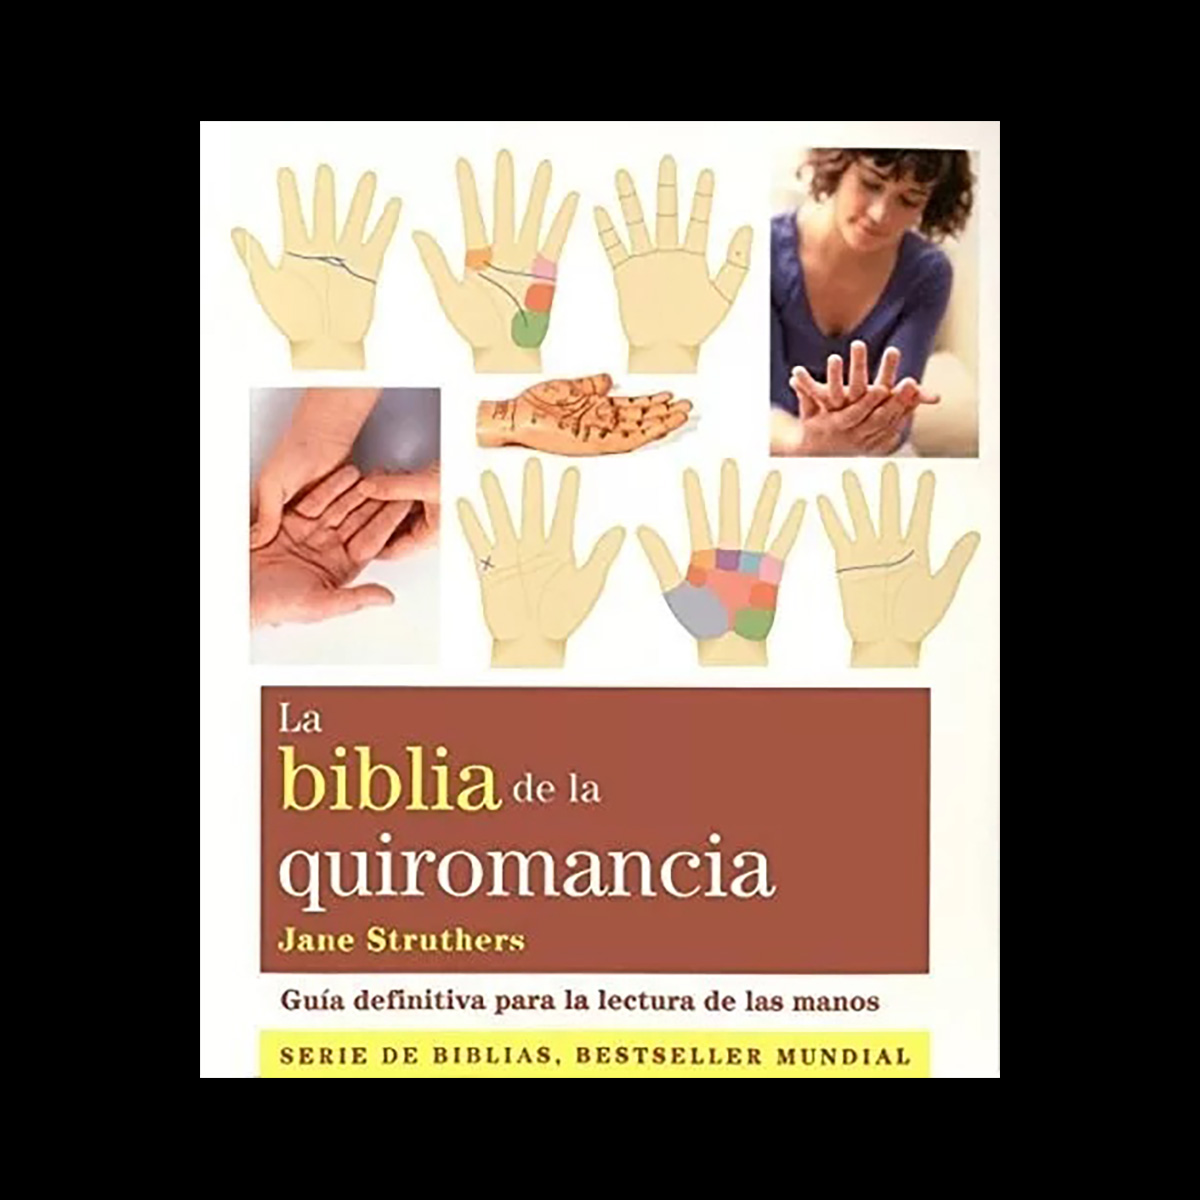 La
biblia de la
quiromancia
Jane Struthers
Guía definitiva para la lectura de las manos
SERIE DE BIBLIAS, BESTSELLER MUNDIAL